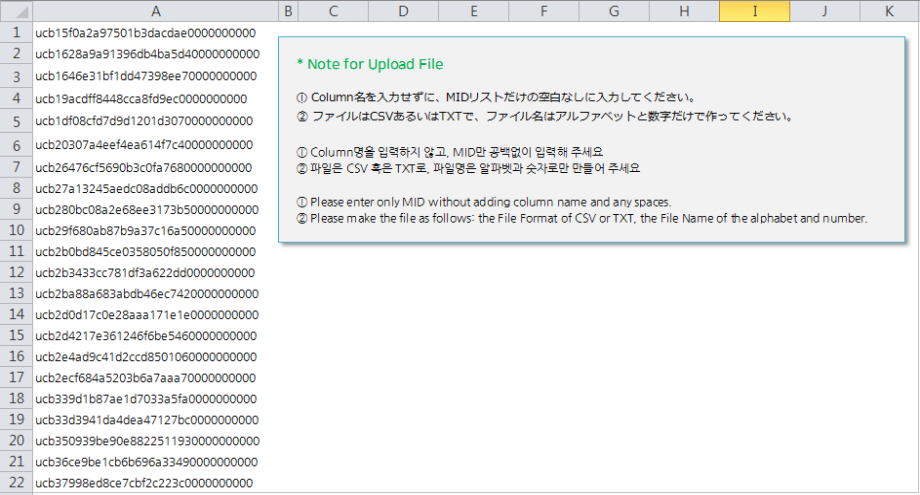 A B C D E F G H I J K
1 ucb15f0a2a97501b3dacdae0000000000
2 ucb1628a9a91396db4ba5d40000000000
3 ucb1646e31bf1dd47398ee70000000000
4 ucb19acdff8448cca8fd9ec0000000000
5 ucb1df08cfd7d9d1201d3070000000000
6 ucb20307a4eef4ea614f7c40000000000
7 ucb26476cf5690b3c0fa7680000000000
8 ucb27a13245aedc08addb6c0000000000
9 ucb280bc08a2e68ee3173b50000000000
10 ucb29f680ab87b9a37c16a50000000000
11 ucb2b0bd845ce0358050f850000000000
12 ucb2b3433cc781df3a622dd0000000000
13 ucb2ba88a683abdb46ec7420000000000
14 ucb2d0d17c0e28aaa171e1e0000000000
15 ucb2d4217e361246f6be5460000000000
16 ucb2e4ad9c41d2ccd8501060000000000
17 ucb2ecf684a5203b6a7aaa70000000000
18 ucb339d1b87ae1d7033a5fa0000000000
19 ucb33d3941da4dea47127bc0000000000
20 ucb350939be90e8822511930000000000
21 ucb36ce9be1cb6b696a33490000000000
22 ucb37998ed8ce7cbf2c223c0000000000
* Note for Upload File
① Column名を入力せずに、MIDリストだけの空白なしに入力してください。
② ファイルはCSVあるいはTXTで、ファイル名はアルファベットと数字だけで作ってください。
① Column명을 입력하지 않고, MID만 공백없이 입력해 주세요
② 파일은 CSV 혹은 TXT로, 파일명은 알파벳과 숫자로만 만들어 주세요
① Please enter only MID without adding column name and any spaces.
② Please make the file as follows: the File Format of CSV or TXT, the File Name of the alphabet and number.